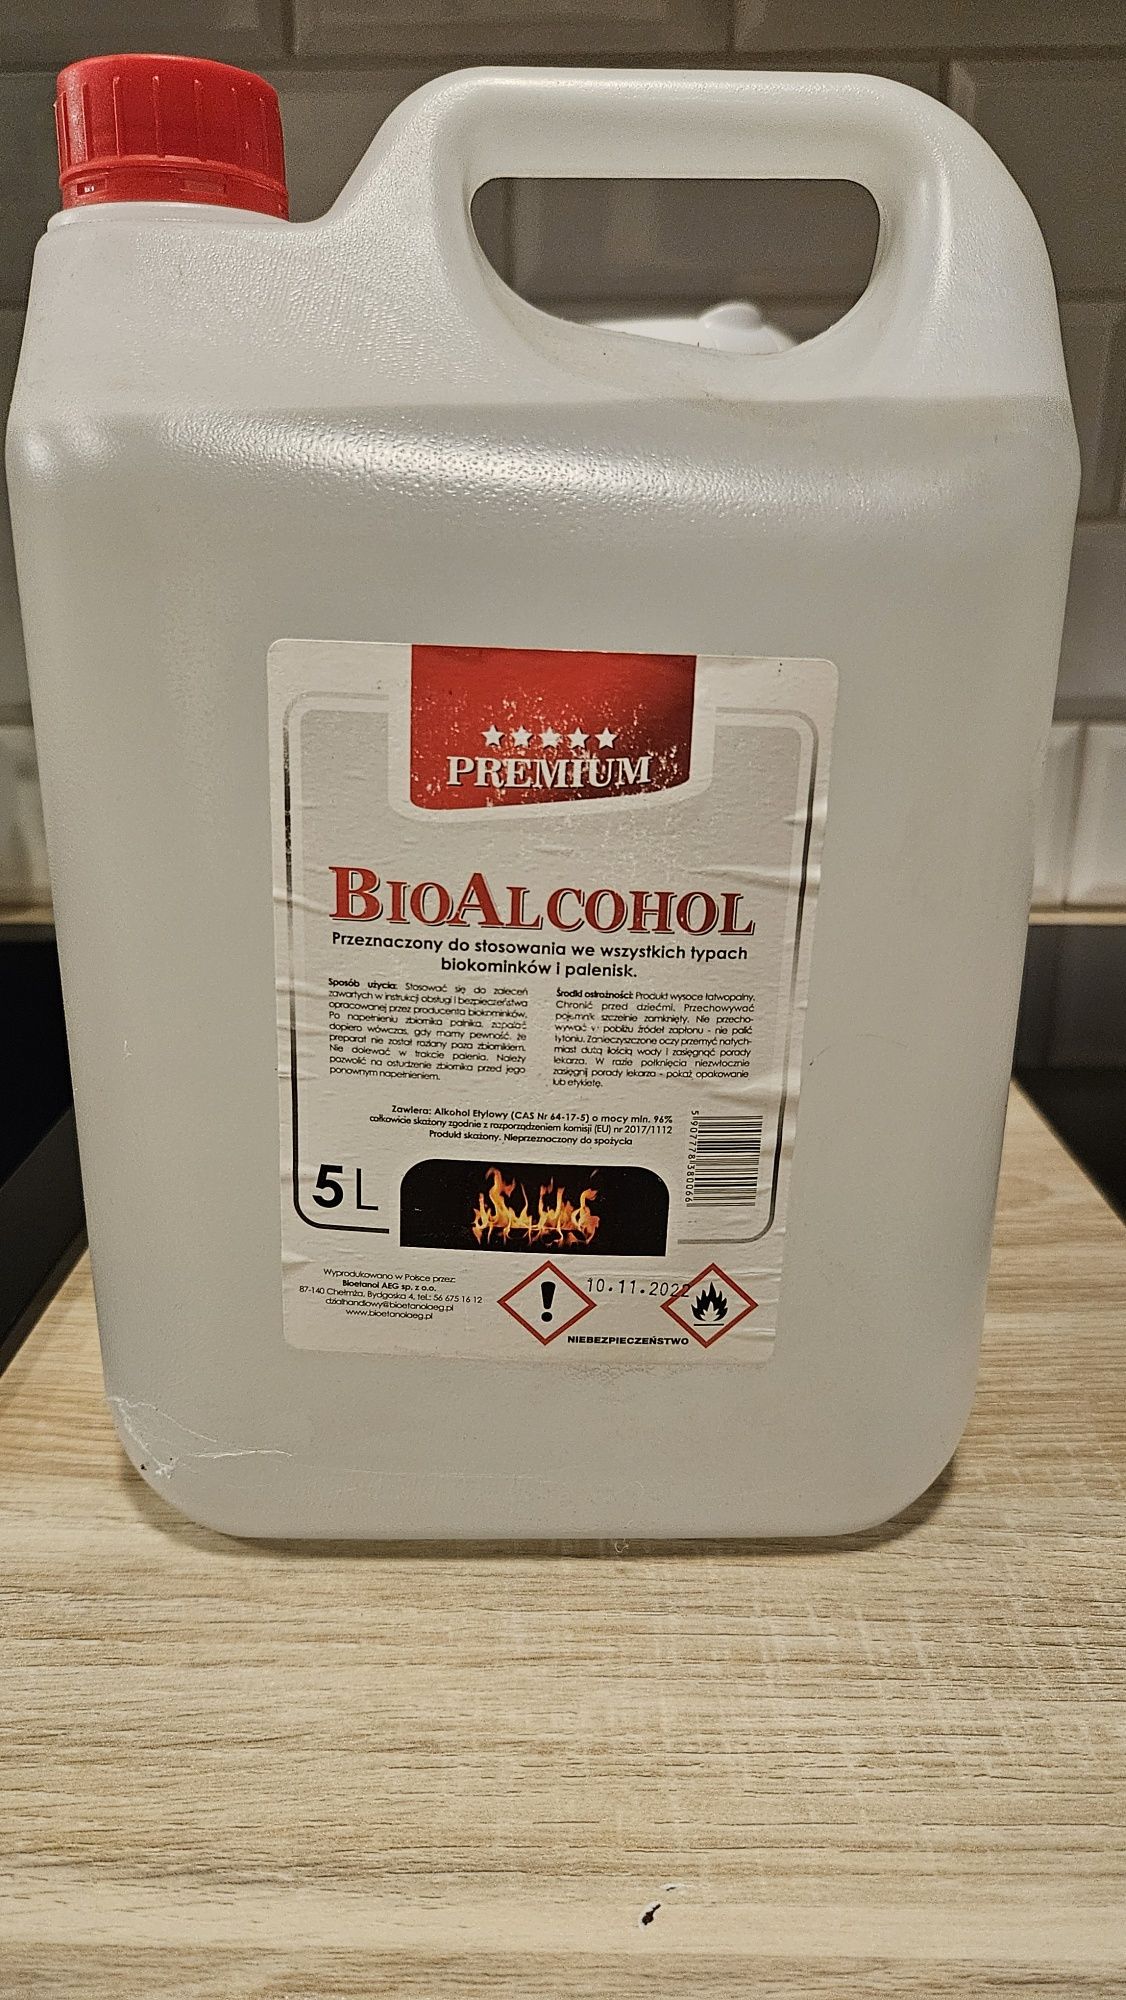 PREMIUM
BIOALCOHOL
Przeznaczony do stosowania we wszystkich typach
biokominków i palenisk.
Sposób użycia: Stosować się do zaleceń
zawartych w instrukcji obsługi i bezpieczeństwa
opracowanej przez producenta biokominków.
Po napełnieniu zbiornika palnika, zapalać
dopiero wówczas, gdy mamy pewność, że
preparat nie został rozlany poza zbiornikiem.
Nie dolewać w trakcie palenia. Należy
pozwolić na ostudzenie zbiornika przed jego
ponownym napełnieniem.
Środki ostrożności: Produkt wysoce łatwopalny.
Chronić przed dziećmi. Przechowywać
pojemnik szczelnie zamknięty. Nie przecho-
wywać w pobliżu źródeł zapłonu - nie palić
tytoniu. Zanieczyszczone oczy przemyć natych-
miast dużą ilością wody i zasięgnąć porady
lekarza. W razie połknięcia niezwłocznie
zasięgnij porady lekarza - pokaż opakowanie
lub etykietę.
Zawiera: Alkohol Etylowy (CAS Nr 64-17-5) o mocy min. 96%
całkowicie skażony zgodnie z rozporządzeniem komisji (EU) nr 2017/1112
Produkt skażony. Nieprzeznaczony do spożycia
5 907778 380066
5 L
Wyprodukowano w Polsce przez:
Bioetanol AEG sp. z o.o.
87-140 Chełmża, Bydgoska 4, tel.: 56 675 16 12
dzialhandlowy@bioetanolaeg.pl
www.bioetanolaeg.pl
10.11.2022
NIEBEZPIECZEŃSTWO